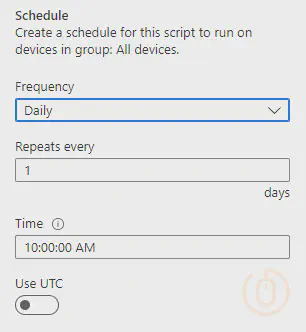 Schedule
Create a schedule for this script to run on
devices in group: All devices.
Frequency
Daily
Repeats every
1
days
Time
10:00:00 AM
Use UTC